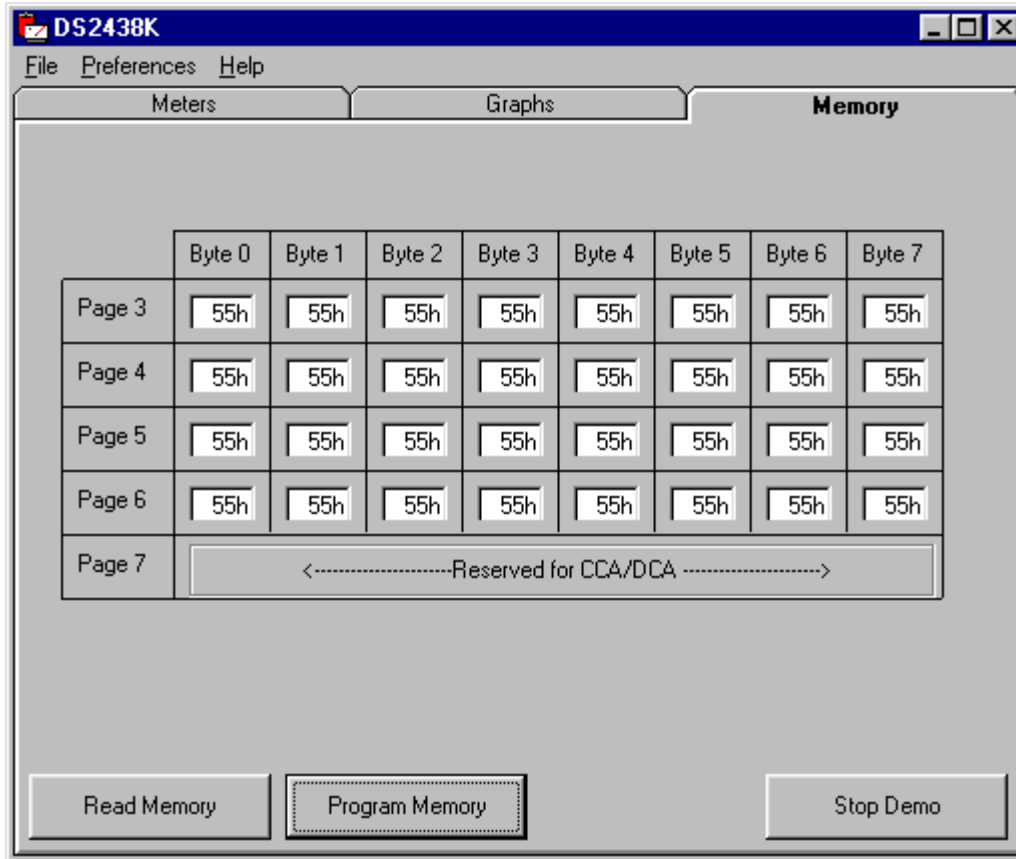 DS2438K
File Preferences Help
Meters Graphs Memory
Byte 0 Byte 1 Byte 2 Byte 3 Byte 4 Byte 5 Byte 6 Byte 7
Page 3 55h 55h 55h 55h 55h 55h 55h 55h
Page 4 55h 55h 55h 55h 55h 55h 55h 55h
Page 5 55h 55h 55h 55h 55h 55h 55h 55h
Page 6 55h 55h 55h 55h 55h 55h 55h 55h
Page 7 <---------------------Reserved for CCA/DCA --------------------->
Read Memory Program Memory Stop Demo